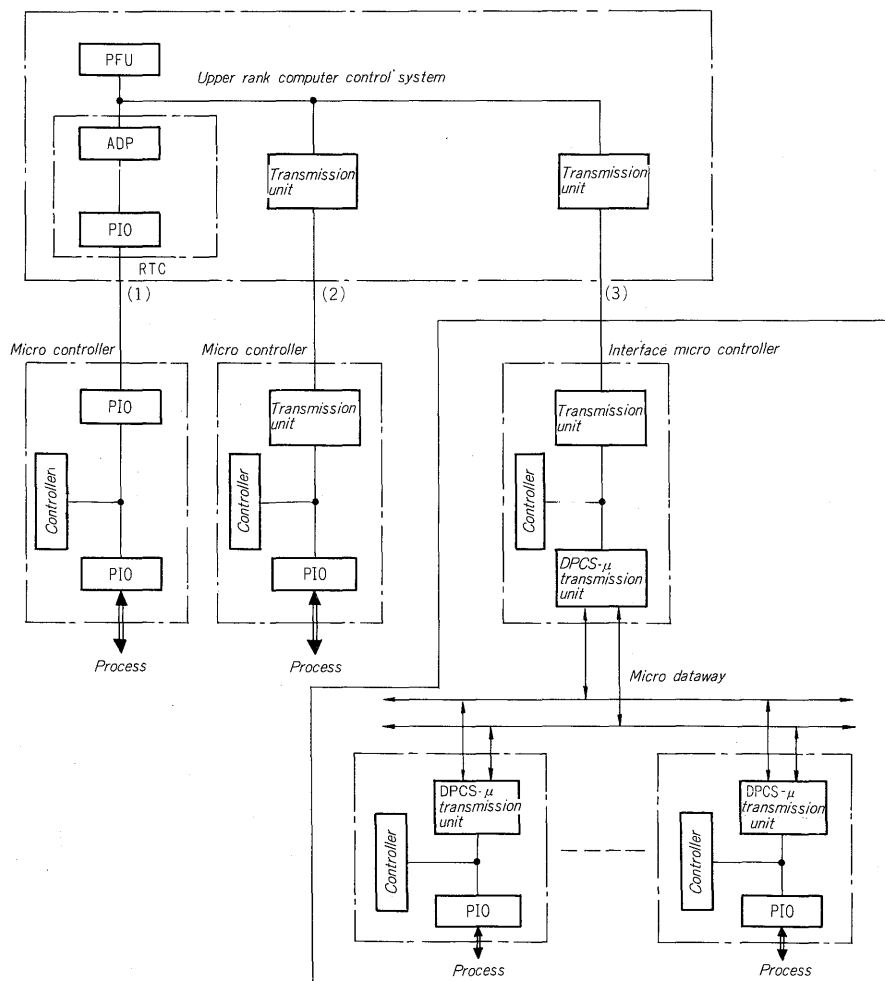 PFU
Upper rank computer control system
ADP
Transmission
unit
Transmission
unit
PIO
RTC
(1)
(2)
(3)
Micro controller
Micro controller
Interface micro controller
PIO
Transmission
unit
Transmission
unit
Controller
Controller
Controller
PIO
PIO
DPCS-μ
transmission
unit
Process
Process
Micro dataway
DPCS-μ
transmission
unit
DPCS-μ
transmission
unit
Controller
Controller
PIO
PIO
Process
Process